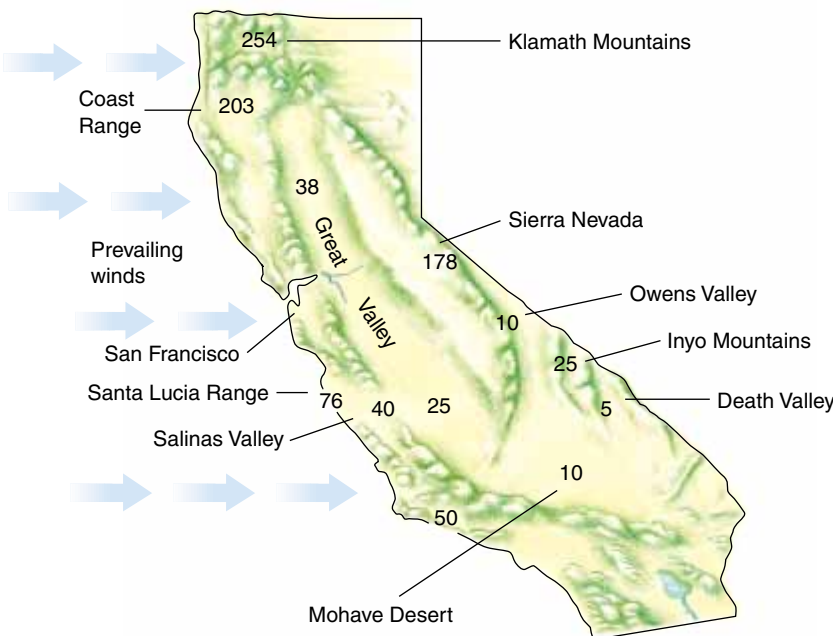 254
Klamath Mountains
Coast
Range
203
38
Great
Valley
Sierra Nevada
178
Prevailing
winds
Owens Valley
10
San Francisco
Inyo Mountains
25
Santa Lucia Range
76
40
25
5
Death Valley
Salinas Valley
10
50
Mohave Desert